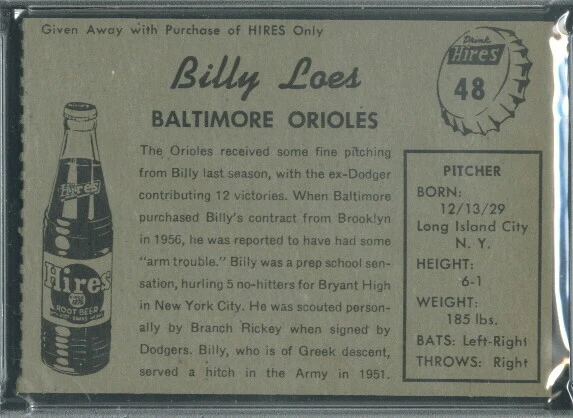 Given Away with Purchase of HIRES Only
Drink
Hires
48
Billy Loes
BALTIMORE ORIOLES
The Orioles received some fine pitching
from Billy last season, with the ex-Dodger
contributing 12 victories. When Baltimore
purchased Billy's contract from Brooklyn
in 1956, he was reported to have had some
"arm trouble." Billy was a prep school sen-
sation, hurling 5 no-hitters for Bryant High
in New York City. He was scouted person-
ally by Branch Rickey when signed by
Dodgers. Billy, who is of Greek descent,
served a hitch in the Army in 1951.
PITCHER
BORN:
12/13/29
Long Island City
N. Y.
HEIGHT:
6-1
WEIGHT:
185 lbs.
BATS: Left-Right
THROWS: Right
Hires
Hires
ROOT BEER